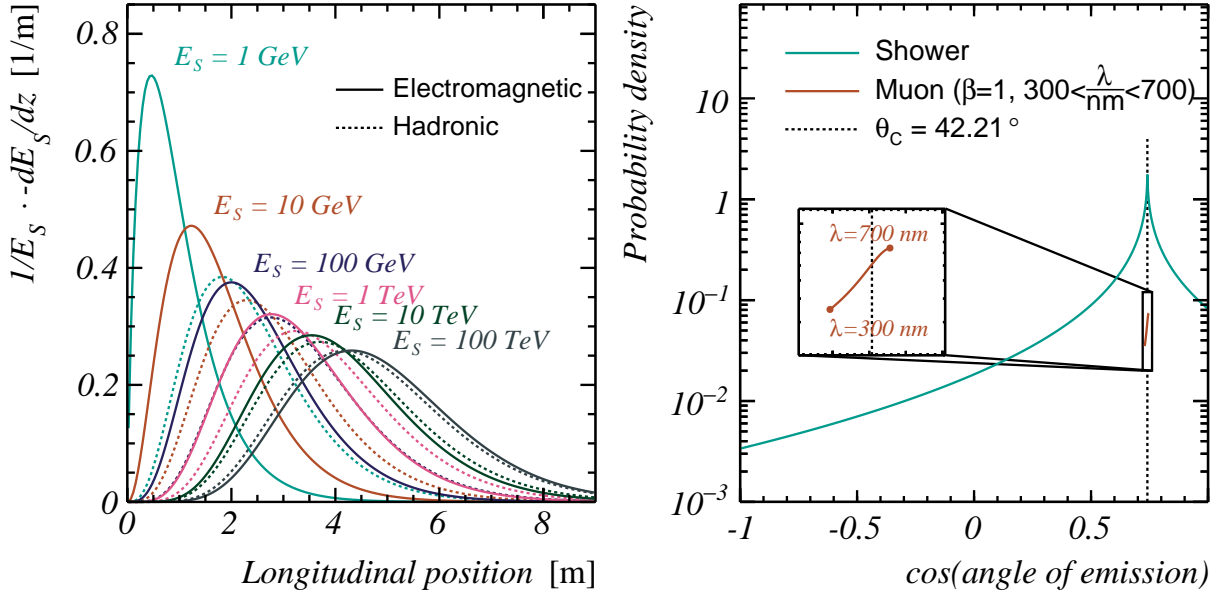 1/E_S ··dE_S/dz [1/m]
0.8
0.6
0.4
0.2
0
0 2 4 6 8
Longitudinal position [m]
E_S = 1 GeV
Electromagnetic
Hadronic
E_S = 10 GeV
E_S = 100 GeV
E_S = 1 TeV
E_S = 10 TeV
E_S = 100 TeV
Probability density
10
1
10⁻¹
10⁻²
10⁻³
-1 -0.5 0 0.5
cos(angle of emission)
Shower
Muon (β=1, 300<λ/nm<700)
θ_C = 42.21°
λ=700 nm
λ=300 nm